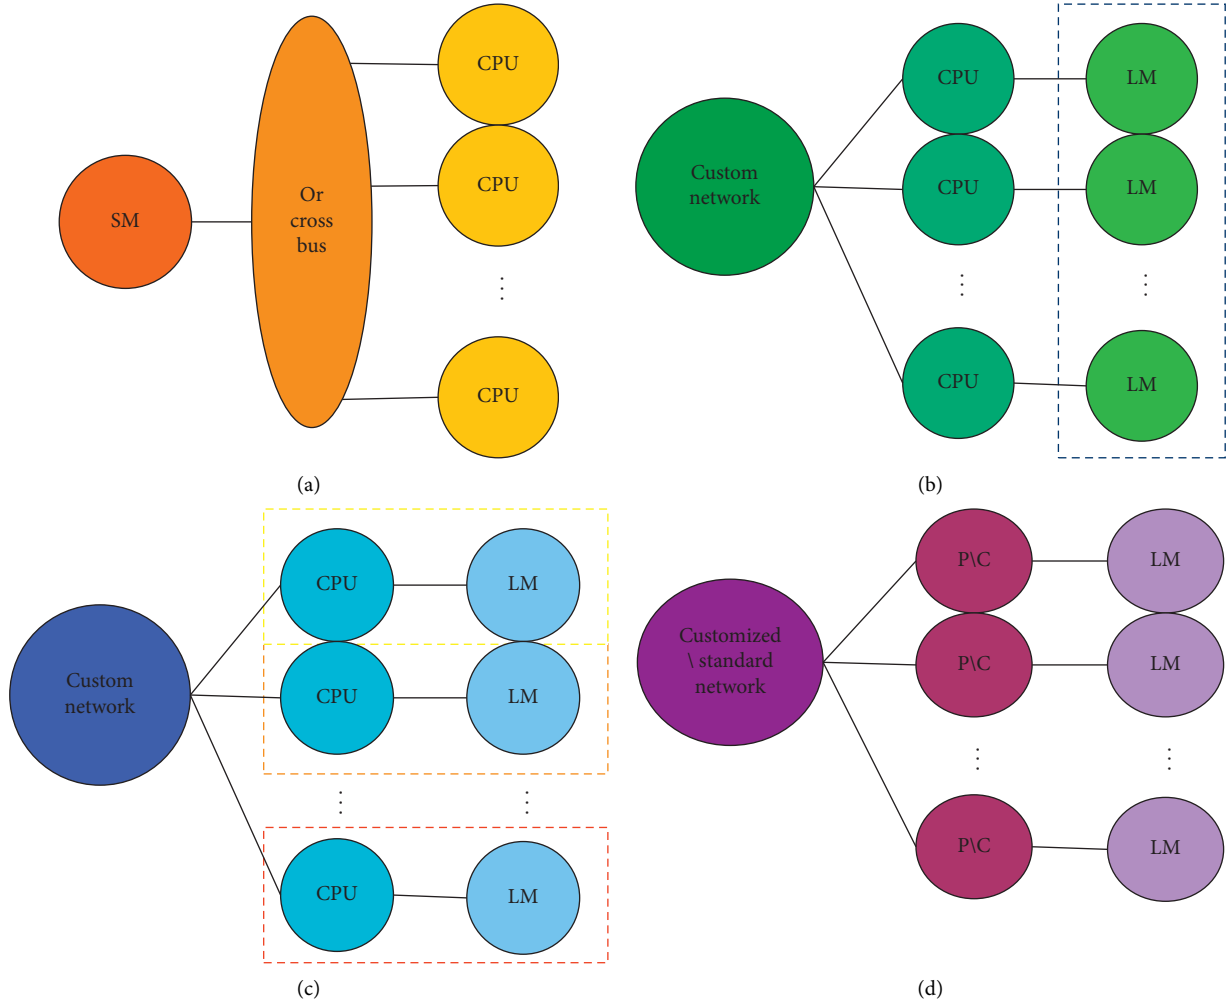 SM
Or
cross
bus
CPU
CPU
⋮
CPU
(a)
Custom
network
CPU
LM
CPU
LM
⋮
⋮
CPU
LM
(b)
Custom
network
CPU
LM
CPU
LM
⋮
⋮
CPU
LM
(c)
Customized
\ standard
network
P\C
LM
P\C
LM
⋮
⋮
P\C
LM
(d)